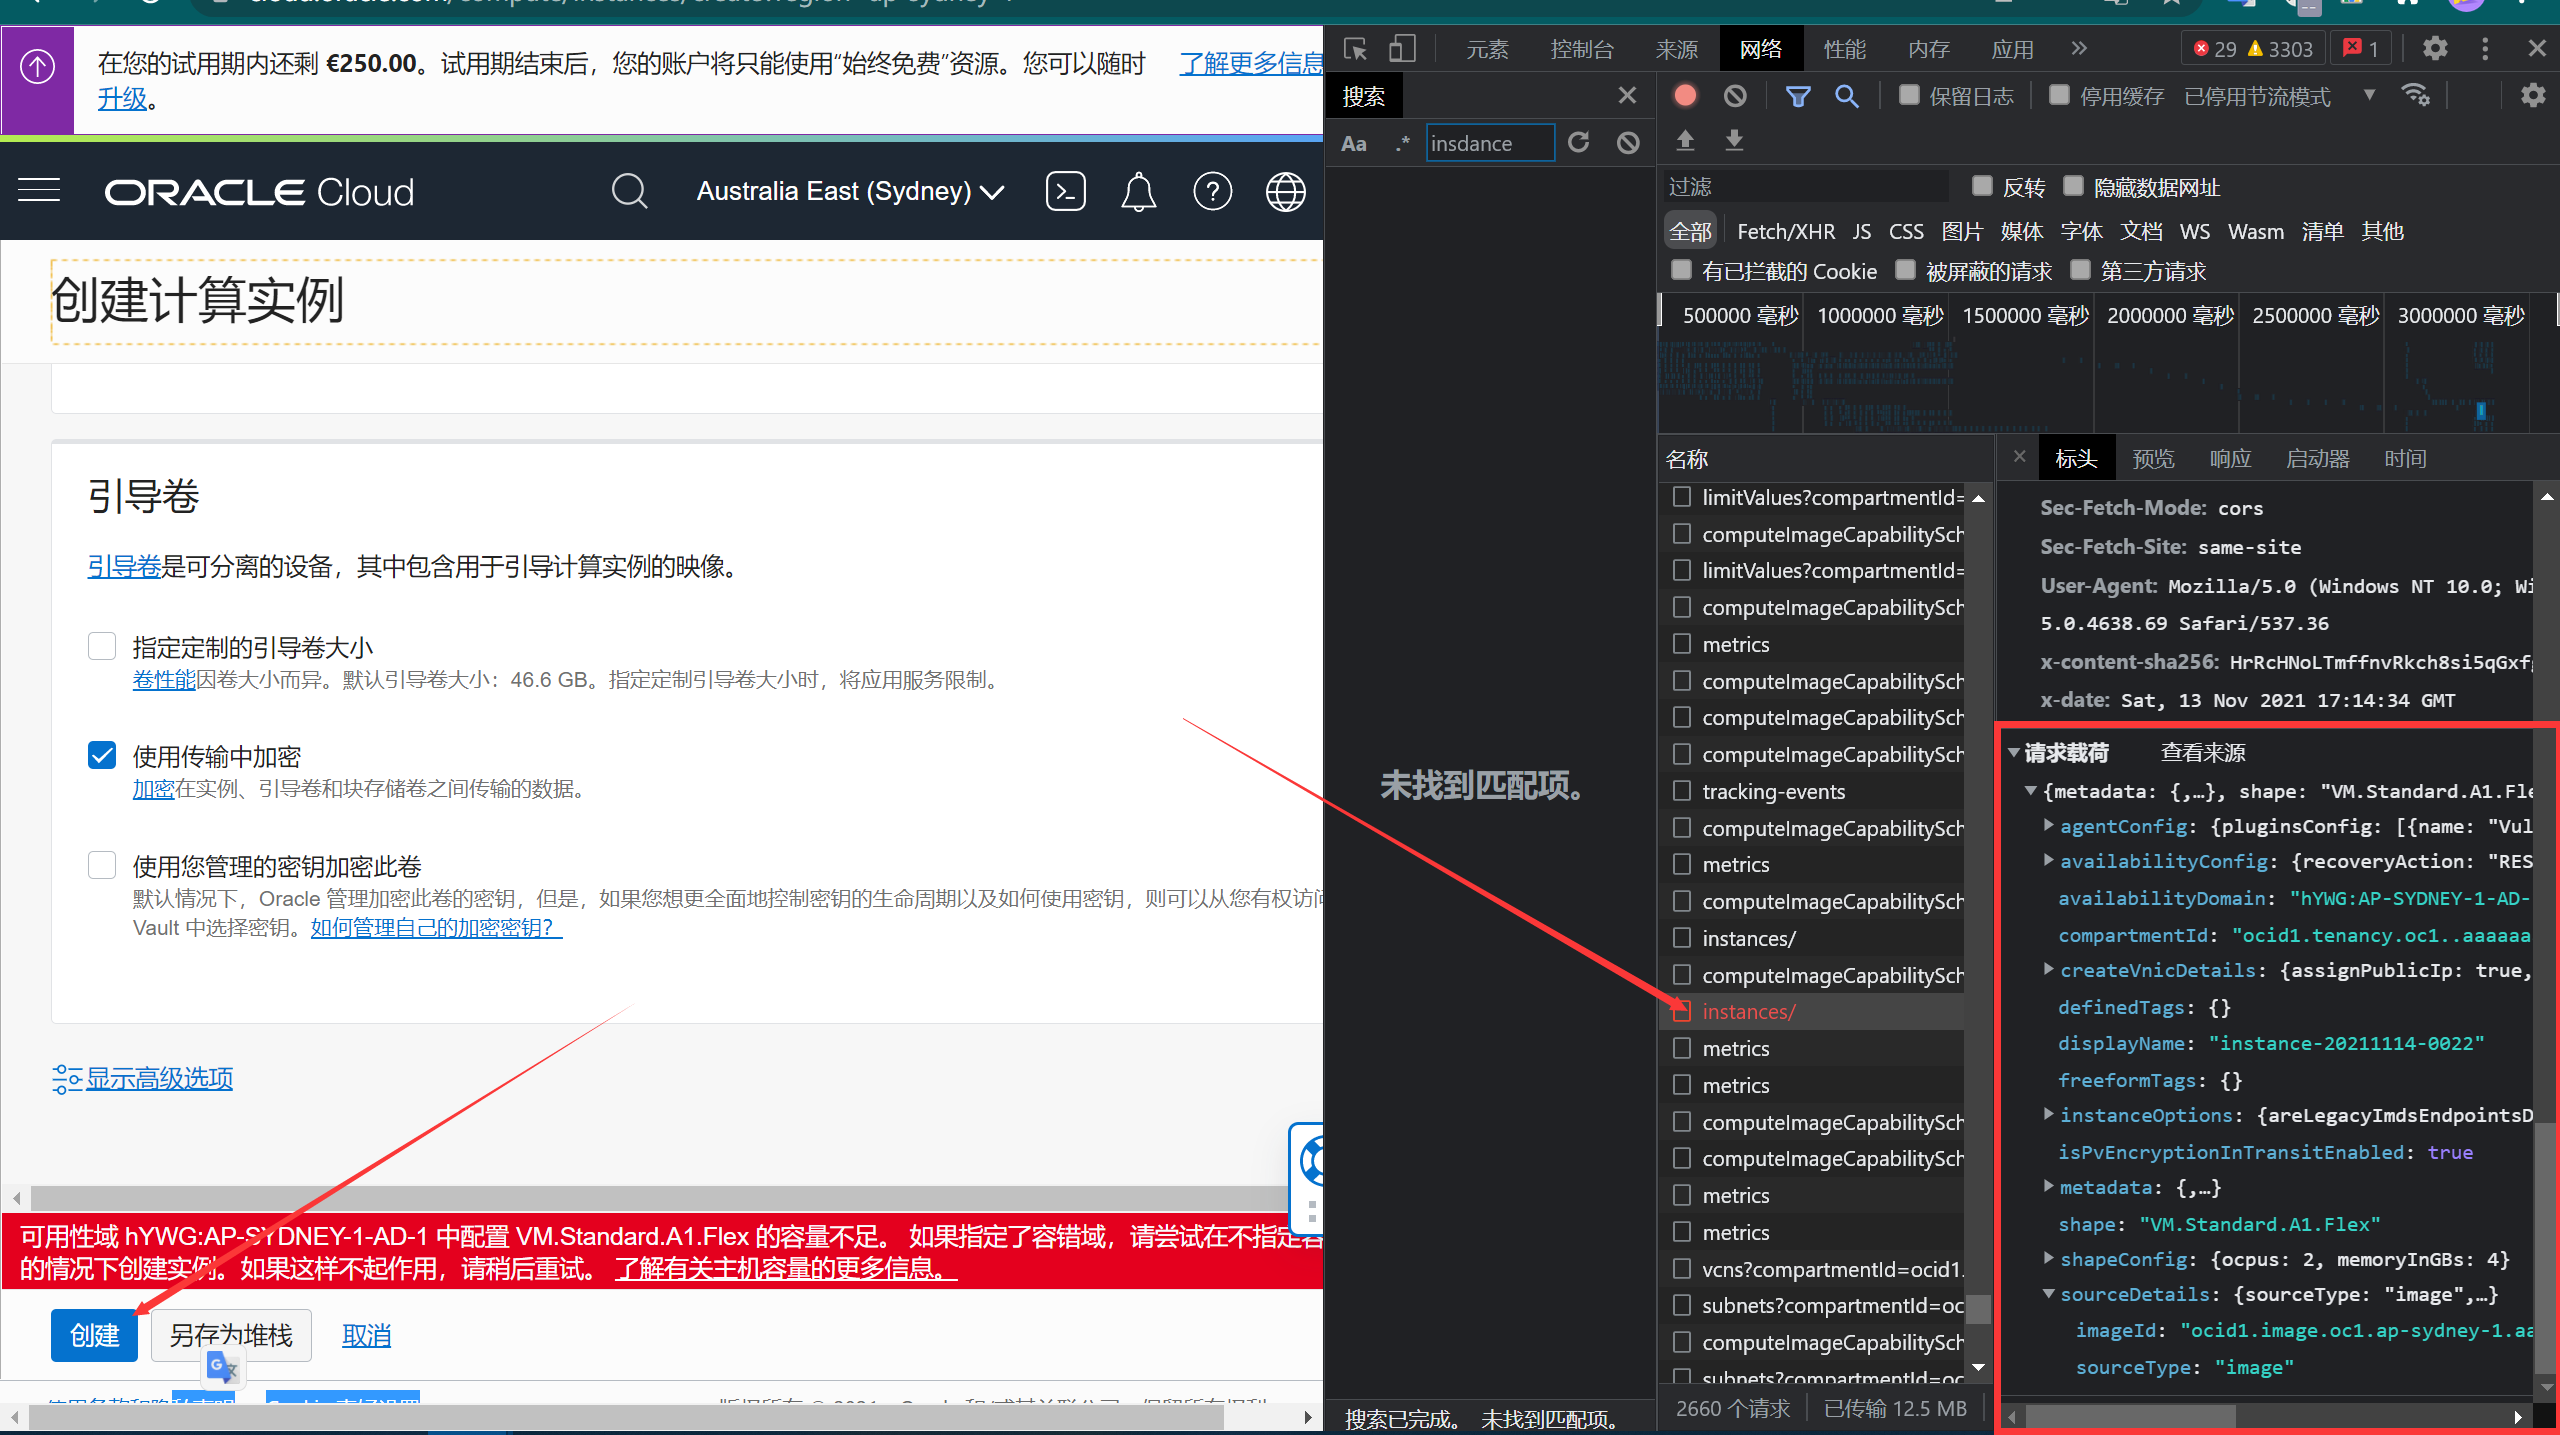 在您的试用期内还剩 €250.00。试用期结束后，您的账户将只能使用“始终免费”资源。您可以随时 了解更多信息
升级。
ORACLE Cloud
Australia East (Sydney)
创建计算实例
引导卷
引导卷是可分离的设备，其中包含用于引导计算实例的映像。
指定定制的引导卷大小
卷性能因卷大小而异。默认引导卷大小：46.6 GB。指定定制引导卷大小时，将应用服务限制。
使用传输中加密
加密在实例、引导卷和块存储卷之间传输的数据。
使用您管理的密钥加密此卷
默认情况下，Oracle 管理加密此卷的密钥，但是，如果您想更全面地控制密钥的生命周期以及如何使用密钥，则可以从您有权访问
Vault 中选择密钥。如何管理自己的加密密钥？
显示高级选项
可用性域 hYWG:AP-SYDNEY-1-AD-1 中配置 VM.Standard.A1.Flex 的容量不足。 如果指定了容错域，请尝试在不指定容
的情况下创建实例。如果这样不起作用，请稍后重试。 了解有关主机容量的更多信息。
创建 另存为堆栈 取消
元素 控制台 来源 网络 性能 内存 应用 » 29 3303 1
搜索
Aa .* insdance
未找到匹配项。
搜索已完成。 未找到匹配项。
保留日志 停用缓存 已停用节流模式
过滤 反转 隐藏数据网址
全部 Fetch/XHR JS CSS 图片 媒体 字体 文档 WS Wasm 清单 其他
有已拦截的 Cookie 被屏蔽的请求 第三方请求
500000 毫秒 1000000 毫秒 1500000 毫秒 2000000 毫秒 2500000 毫秒 3000000 毫秒
名称
limitValues?compartmentId=
computeImageCapabilitySch
limitValues?compartmentId=
computeImageCapabilitySch
metrics
computeImageCapabilitySch
computeImageCapabilitySch
computeImageCapabilitySch
tracking-events
computeImageCapabilitySch
metrics
computeImageCapabilitySch
instances/
computeImageCapabilitySch
instances/
metrics
metrics
computeImageCapabilitySch
computeImageCapabilitySch
metrics
metrics
vcns?compartmentId=ocid1.
subnets?compartmentId=oc
computeImageCapabilitySch
subnets?compartmentId=oc
2660 个请求 已传输 12.5 MB
标头 预览 响应 启动器 时间
Sec-Fetch-Mode: cors
Sec-Fetch-Site: same-site
User-Agent: Mozilla/5.0 (Windows NT 10.0; Wi
5.0.4638.69 Safari/537.36
x-content-sha256: HrRcHNoLTmffnvRkch8si5qGxf
x-date: Sat, 13 Nov 2021 17:14:34 GMT
请求载荷 查看来源
{metadata: {,…}, shape: "VM.Standard.A1.Fle
agentConfig: {pluginsConfig: [{name: "Vul
availabilityConfig: {recoveryAction: "RES
availabilityDomain: "hYWG:AP-SYDNEY-1-AD-
compartmentId: "ocid1.tenancy.oc1..aaaaaa
createVnicDetails: {assignPublicIp: true,
definedTags: {}
displayName: "instance-20211114-0022"
freeformTags: {}
instanceOptions: {areLegacyImdsEndpointsD
isPvEncryptionInTransitEnabled: true
metadata: {,…}
shape: "VM.Standard.A1.Flex"
shapeConfig: {ocpus: 2, memoryInGBs: 4}
sourceDetails: {sourceType: "image",…}
imageId: "ocid1.image.oc1.ap-sydney-1.aa
sourceType: "image"